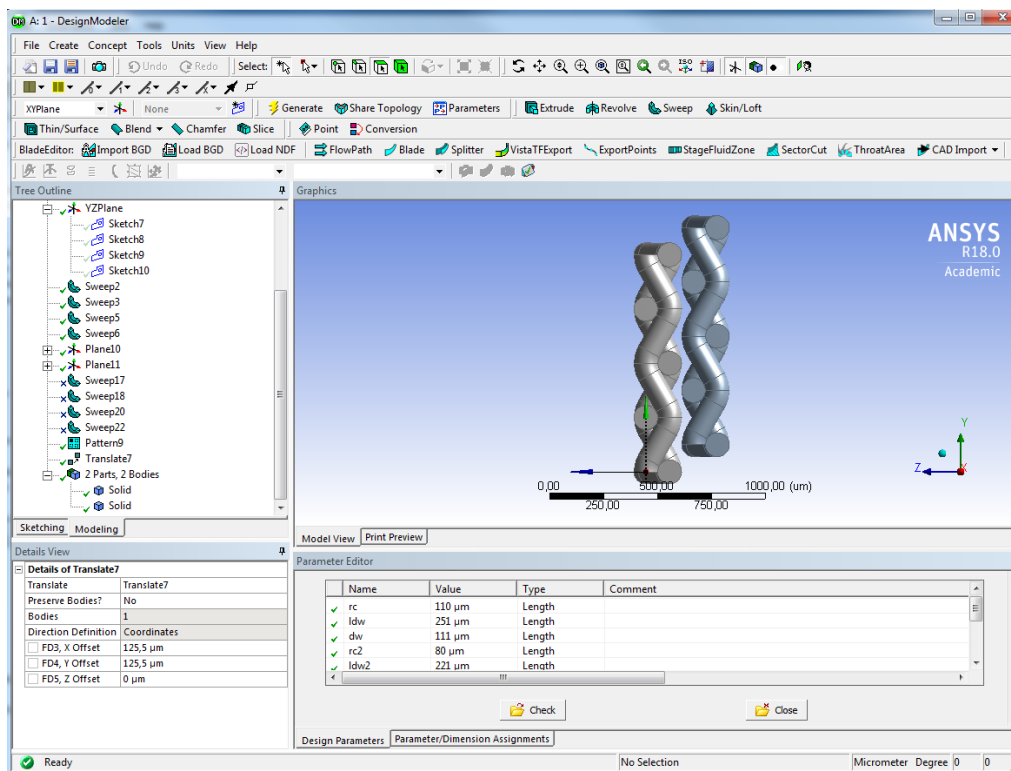 A: 1 - DesignModeler
File Create Concept Tools Units View Help
Undo Redo Select:
XYPlane None Generate Share Topology Parameters Extrude Revolve Sweep Skin/Loft
Thin/Surface Blend Chamfer Slice Point Conversion
BladeEditor: Import BGD Load BGD Load NDF FlowPath Blade Splitter VistaTFExport ExportPoints StageFluidZone SectorCut ThroatArea CAD Import
Tree Outline
YZPlane
Sketch7
Sketch8
Sketch9
Sketch10
Sweep2
Sweep3
Sweep5
Sweep6
Plane10
Plane11
Sweep17
Sweep18
Sweep20
Sweep22
Pattern9
Translate7
2 Parts, 2 Bodies
Solid
Solid
Sketching Modeling
Details View
Details of Translate7
Translate Translate7
Preserve Bodies? No
Bodies 1
Direction Definition Coordinates
FD3, X Offset 125,5 µm
FD4, Y Offset 125,5 µm
FD5, Z Offset 0 µm
Graphics
ANSYS
R18.0
Academic
Y
Z X
0,00 500,00 1000,00 (um)
250,00 750,00
Model View Print Preview
Parameter Editor
Name Value Type Comment
rc 110 µm Length
ldw 251 µm Length
dw 111 µm Length
rc2 80 µm Length
ldw2 221 µm Length
Check Close
Design Parameters Parameter/Dimension Assignments
Ready No Selection Micrometer Degree 0 0